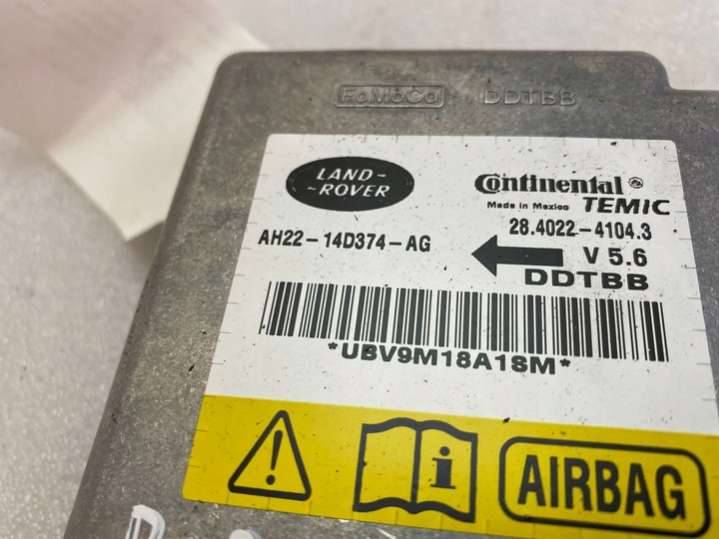 FoMoCo DDTBB
LAND-
-ROVER
Continental
Made in Mexico TEMIC
AH22-14D374-AG
28.4022-4104.3
V 5.6
DDTBB
*UBV9M18A1SM*
i AIRBAG